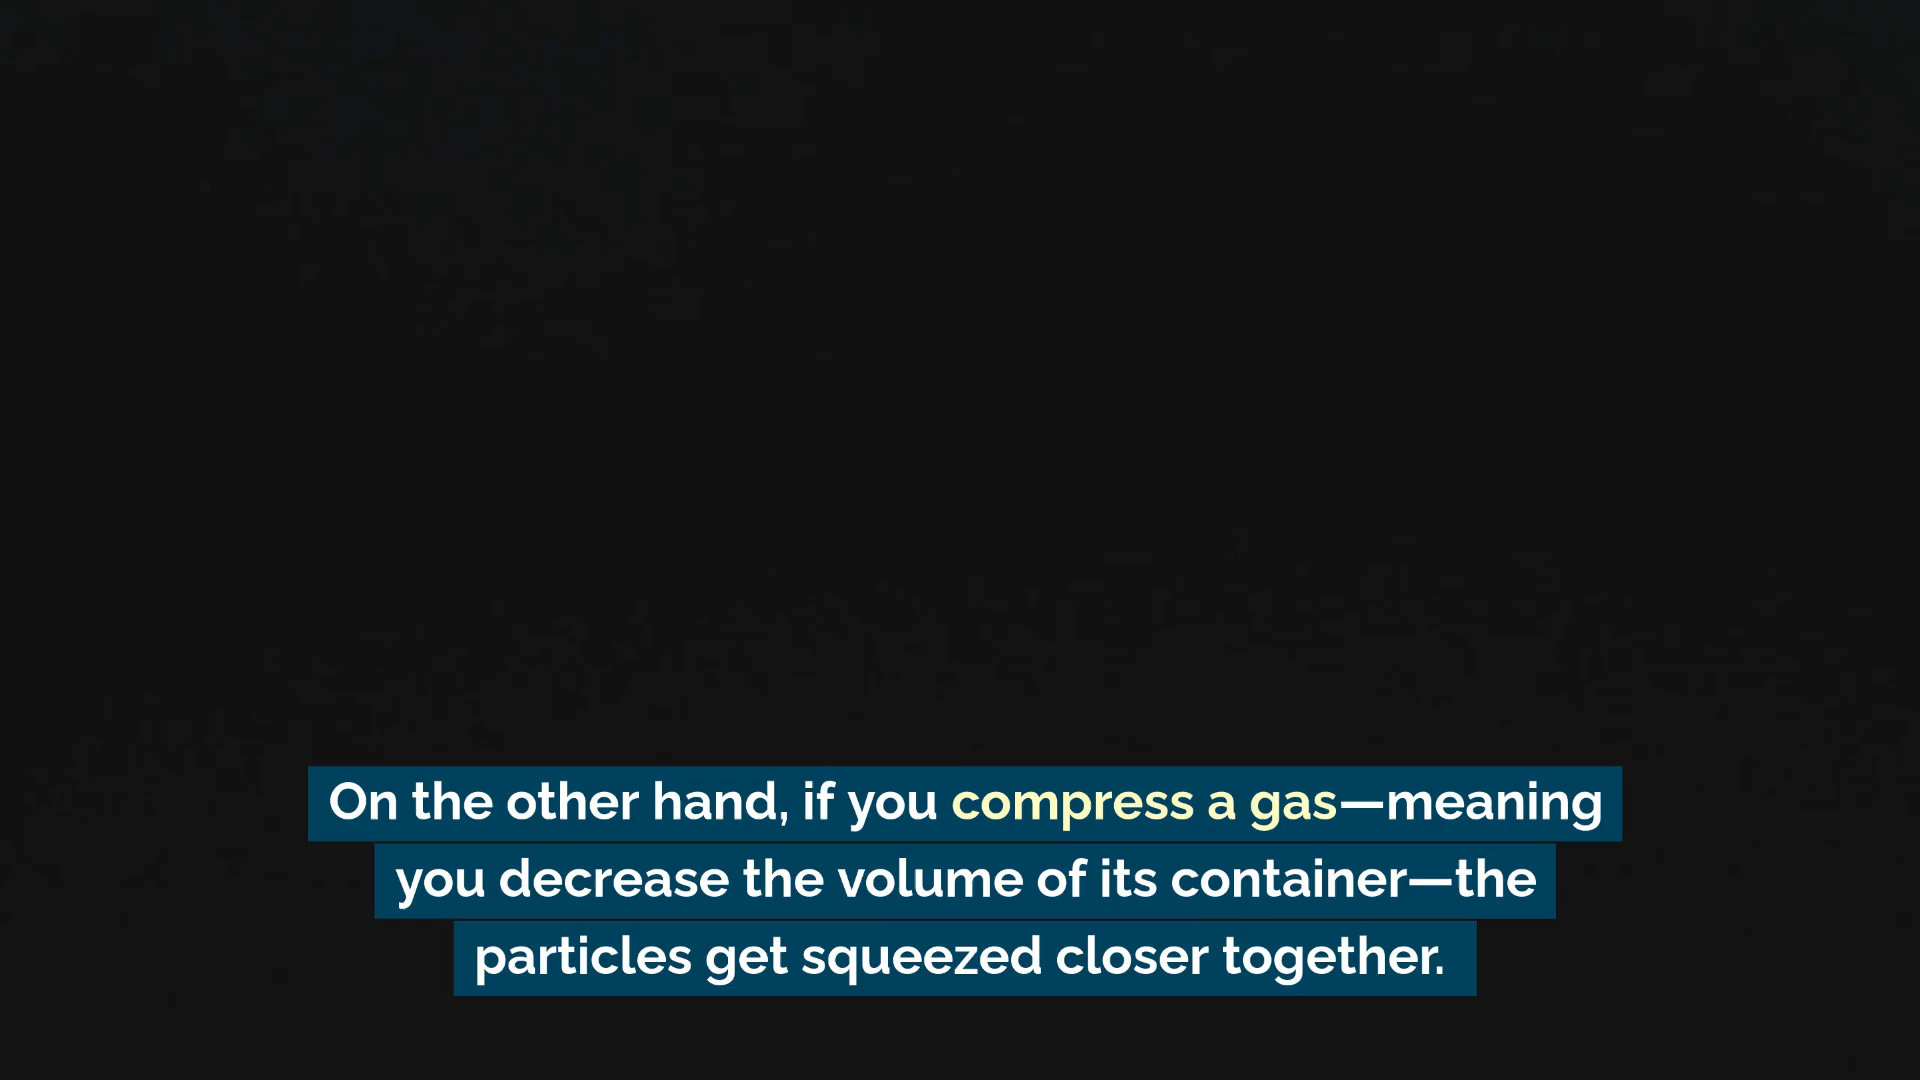 On the other hand, if you compress a gas—meaning
you decrease the volume of its container—the
particles get squeezed closer together.